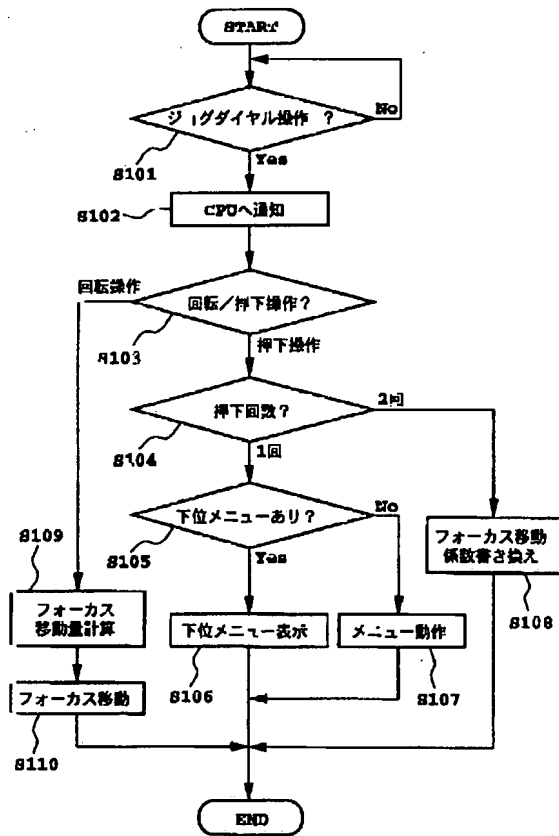 START
ジョグダイヤル操作 ?
No
S101
Yes
CPUへ通知
S102
回転操作
回転/押下操作?
S103
押下操作
押下回数?
2回
S104
1回
下位メニューあり?
No
S105
Yes
S109
フォーカス
移動量計算
下位メニュー表示
メニュー動作
フォーカス移動
係数書き換え
S108
S106
S107
フォーカス移動
S110
END